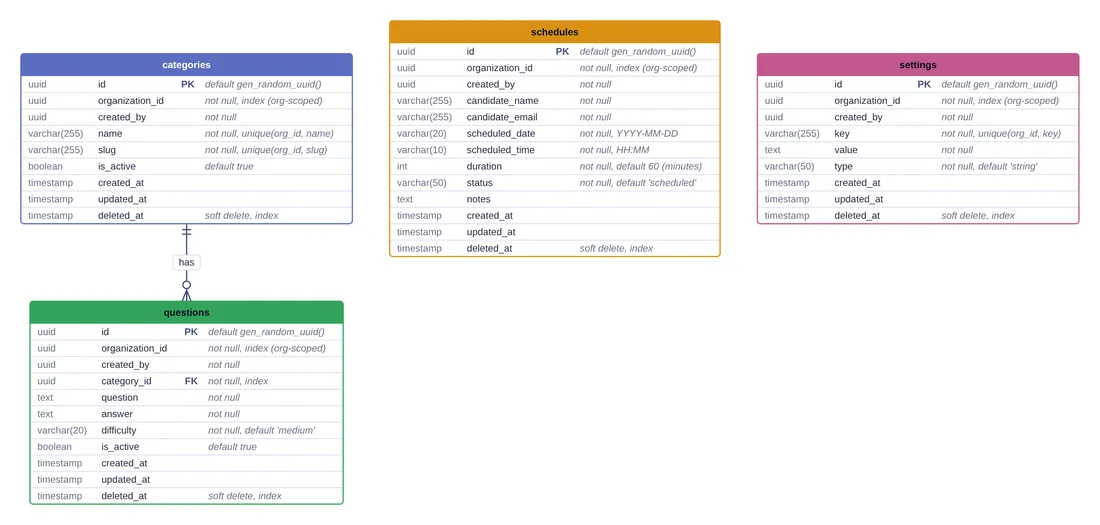 categories
uuid id PK default gen_random_uuid()
uuid organization_id not null, index (org-scoped)
uuid created_by not null
varchar(255) name not null, unique(org_id, name)
varchar(255) slug not null, unique(org_id, slug)
boolean is_active default true
timestamp created_at
timestamp updated_at
timestamp deleted_at soft delete, index
has
questions
uuid id PK default gen_random_uuid()
uuid organization_id not null, index (org-scoped)
uuid created_by not null
uuid category_id FK not null, index
text question not null
text answer not null
varchar(20) difficulty not null, default 'medium'
boolean is_active default true
timestamp created_at
timestamp updated_at
timestamp deleted_at soft delete, index
schedules
uuid id PK default gen_random_uuid()
uuid organization_id not null, index (org-scoped)
uuid created_by not null
varchar(255) candidate_name not null
varchar(255) candidate_email not null
varchar(20) scheduled_date not null, YYYY-MM-DD
varchar(10) scheduled_time not null, HH:MM
int duration not null, default 60 (minutes)
varchar(50) status not null, default 'scheduled'
text notes
timestamp created_at
timestamp updated_at
timestamp deleted_at soft delete, index
settings
uuid id PK default gen_random_uuid()
uuid organization_id not null, index (org-scoped)
uuid created_by not null
varchar(255) key not null, unique(org_id, key)
text value not null
varchar(50) type not null, default 'string'
timestamp created_at
timestamp updated_at
timestamp deleted_at soft delete, index